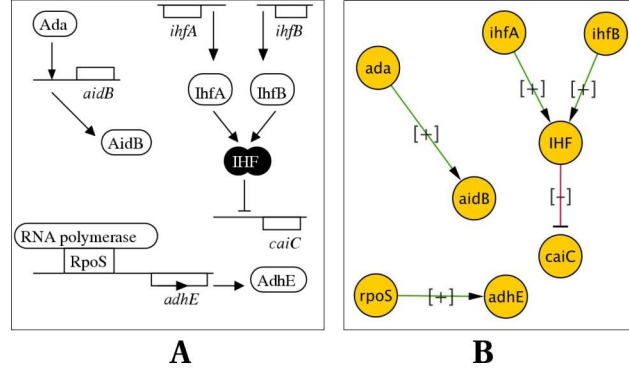 Ada
aidB
AidB
ihfA
ihfB
IhfA
IhfB
IHF
caiC
RNA polymerase
RpoS
adhE
AdhE
A
ada
[+]
aidB
ihfA
ihfB
[+]
[+]
IHF
[-]
caiC
rpoS
[+]
adhE
B